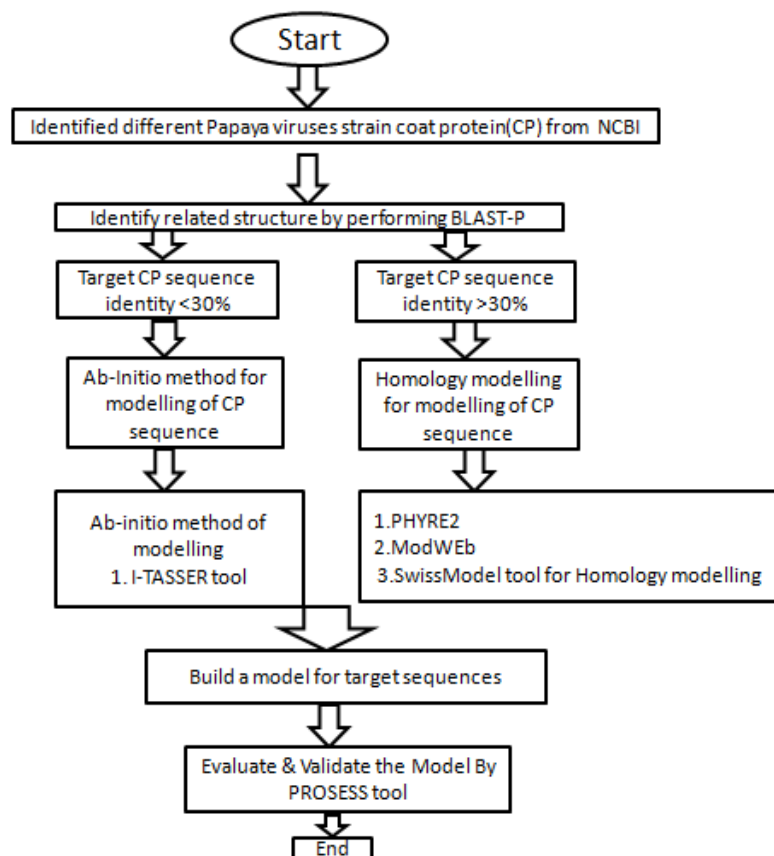 Start
Identified different Papaya viruses strain coat protein(CP) from NCBI
Identify related structure by performing BLAST-P
Target CP sequence
identity <30%
Target CP sequence
identity >30%
Ab-Initio method for
modelling of CP
sequence
Homology modelling
for modelling of CP
sequence
Ab-initio method of
modelling
1. I-TASSER tool
1.PHYRE2
2.ModWEb
3.SwissModel tool for Homology modelling
Build a model for target sequences
Evaluate & Validate the Model By
PROSESS tool
End